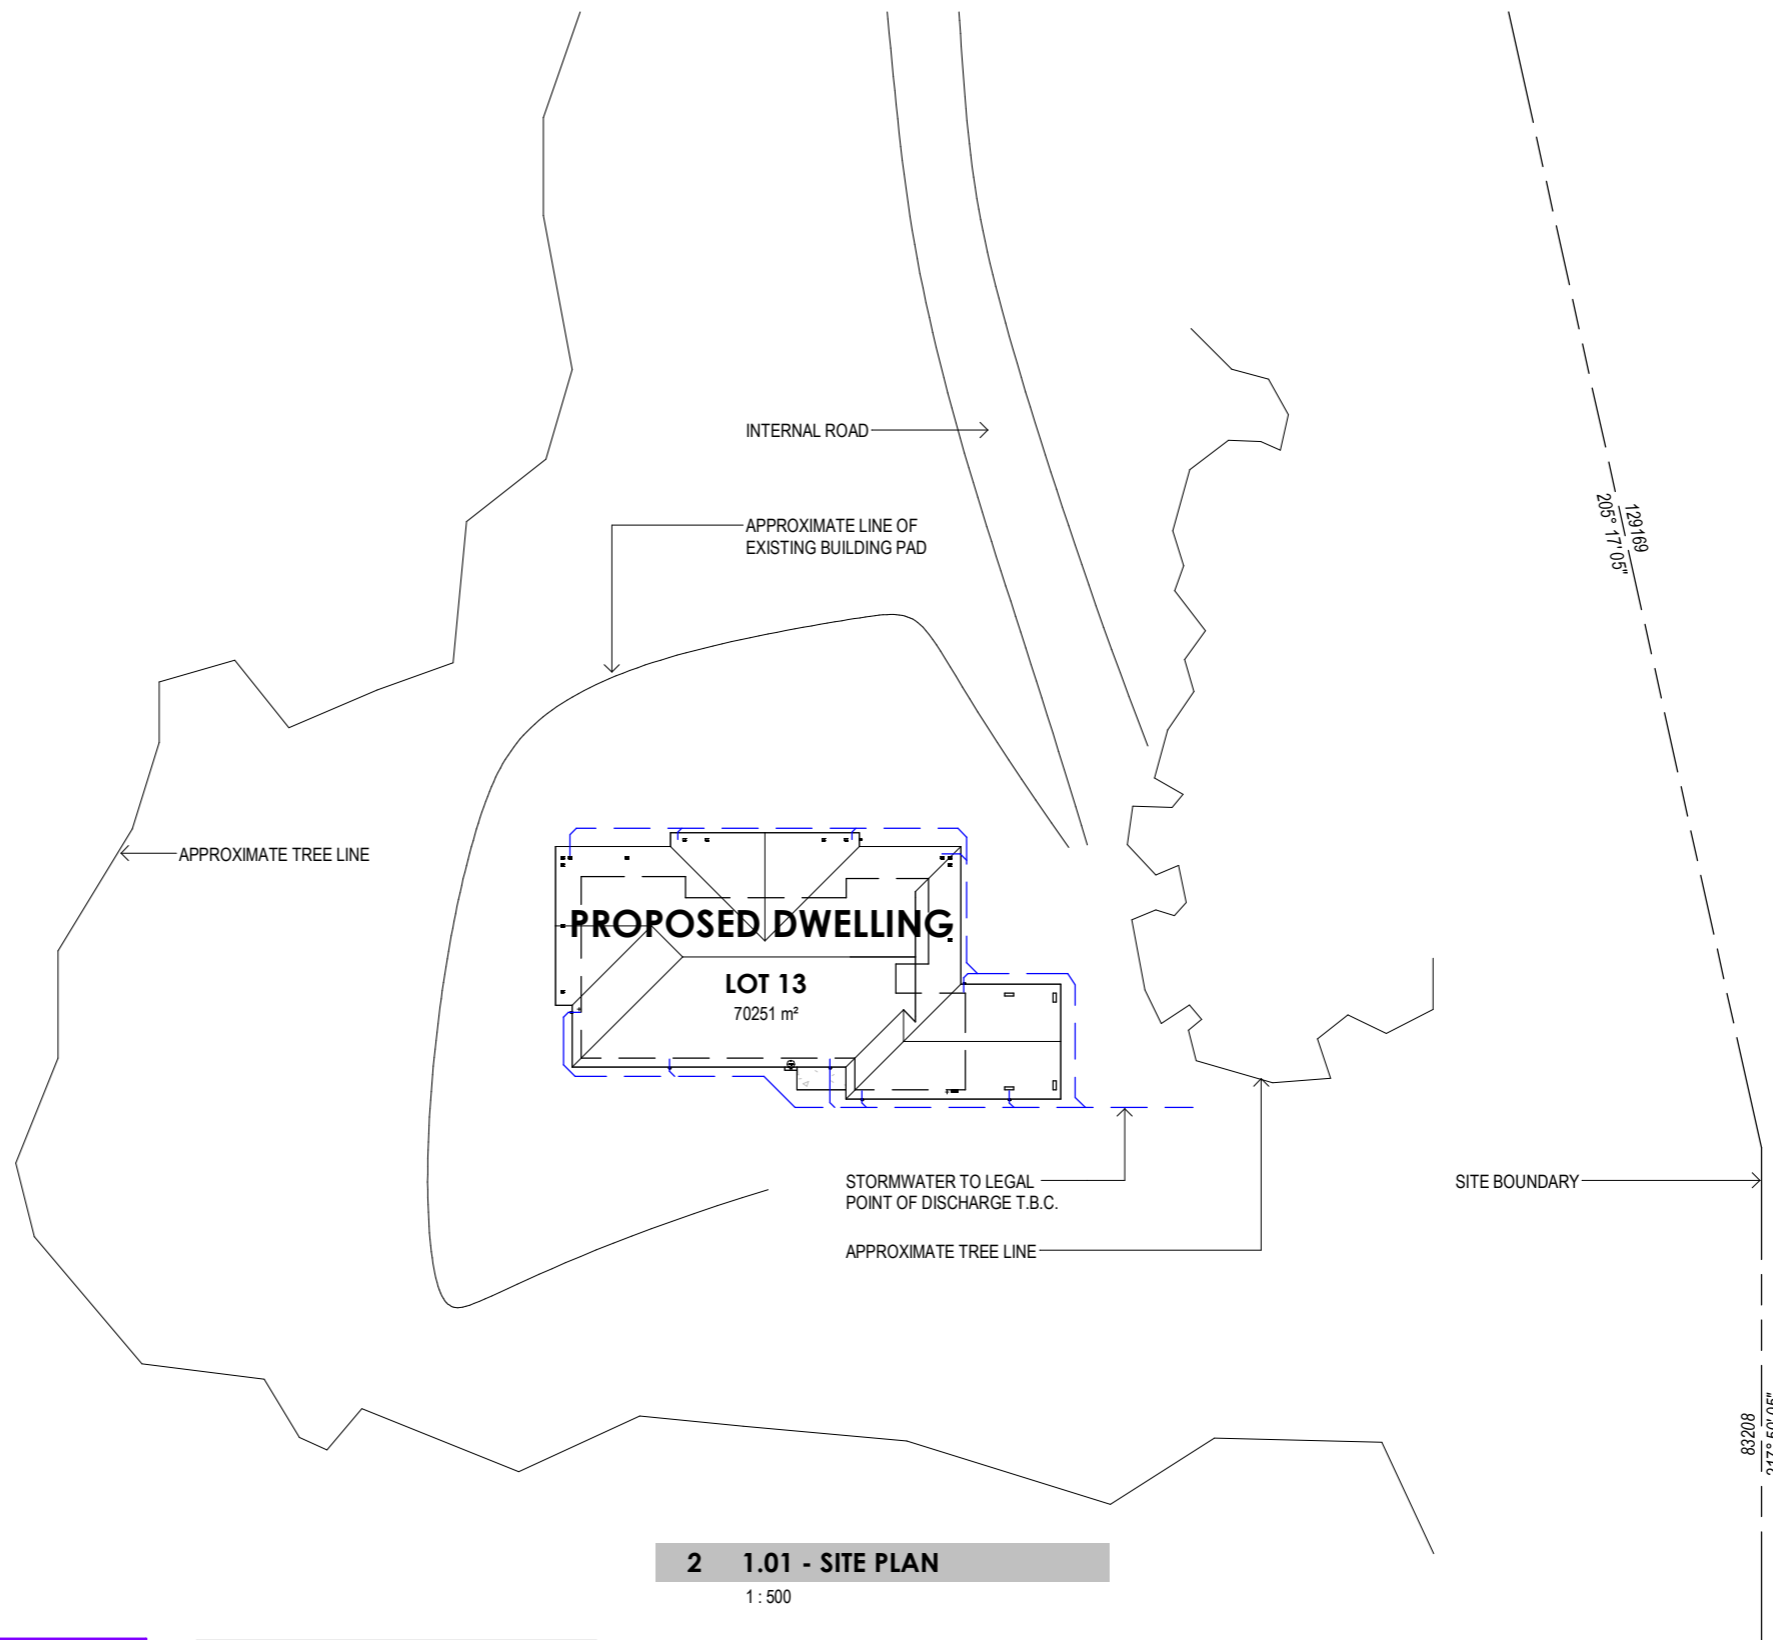 INTERNAL ROAD
129169
205° 17' 05"
APPROXIMATE LINE OF
EXISTING BUILDING PAD
APPROXIMATE TREE LINE
PROPOSED DWELLING
LOT 13
70251 m²
STORMWATER TO LEGAL
POINT OF DISCHARGE T.B.C.
SITE BOUNDARY
APPROXIMATE TREE LINE
83208
2 1.01 - SITE PLAN
1 : 500